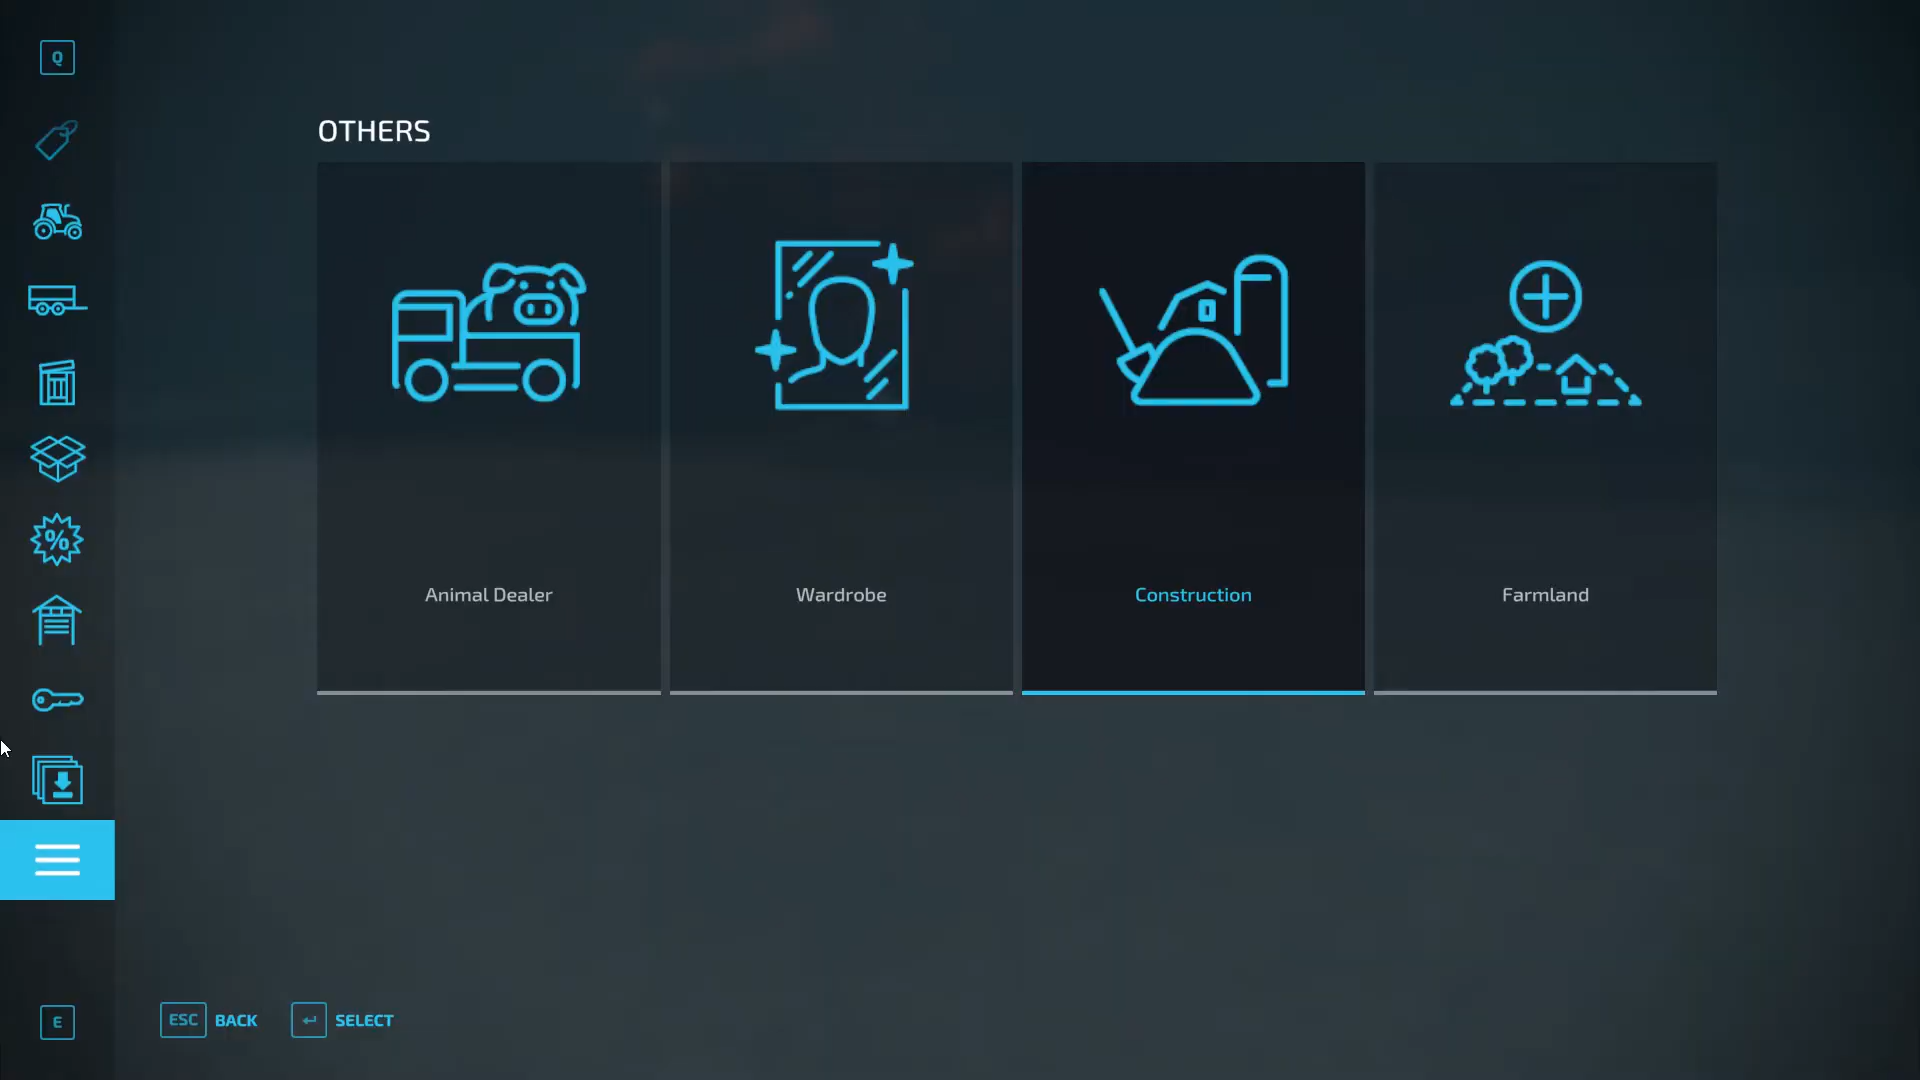 Q
OTHERS
%
Animal Dealer
Wardrobe
Construction
Farmland
E
ESC BACK
↵ SELECT